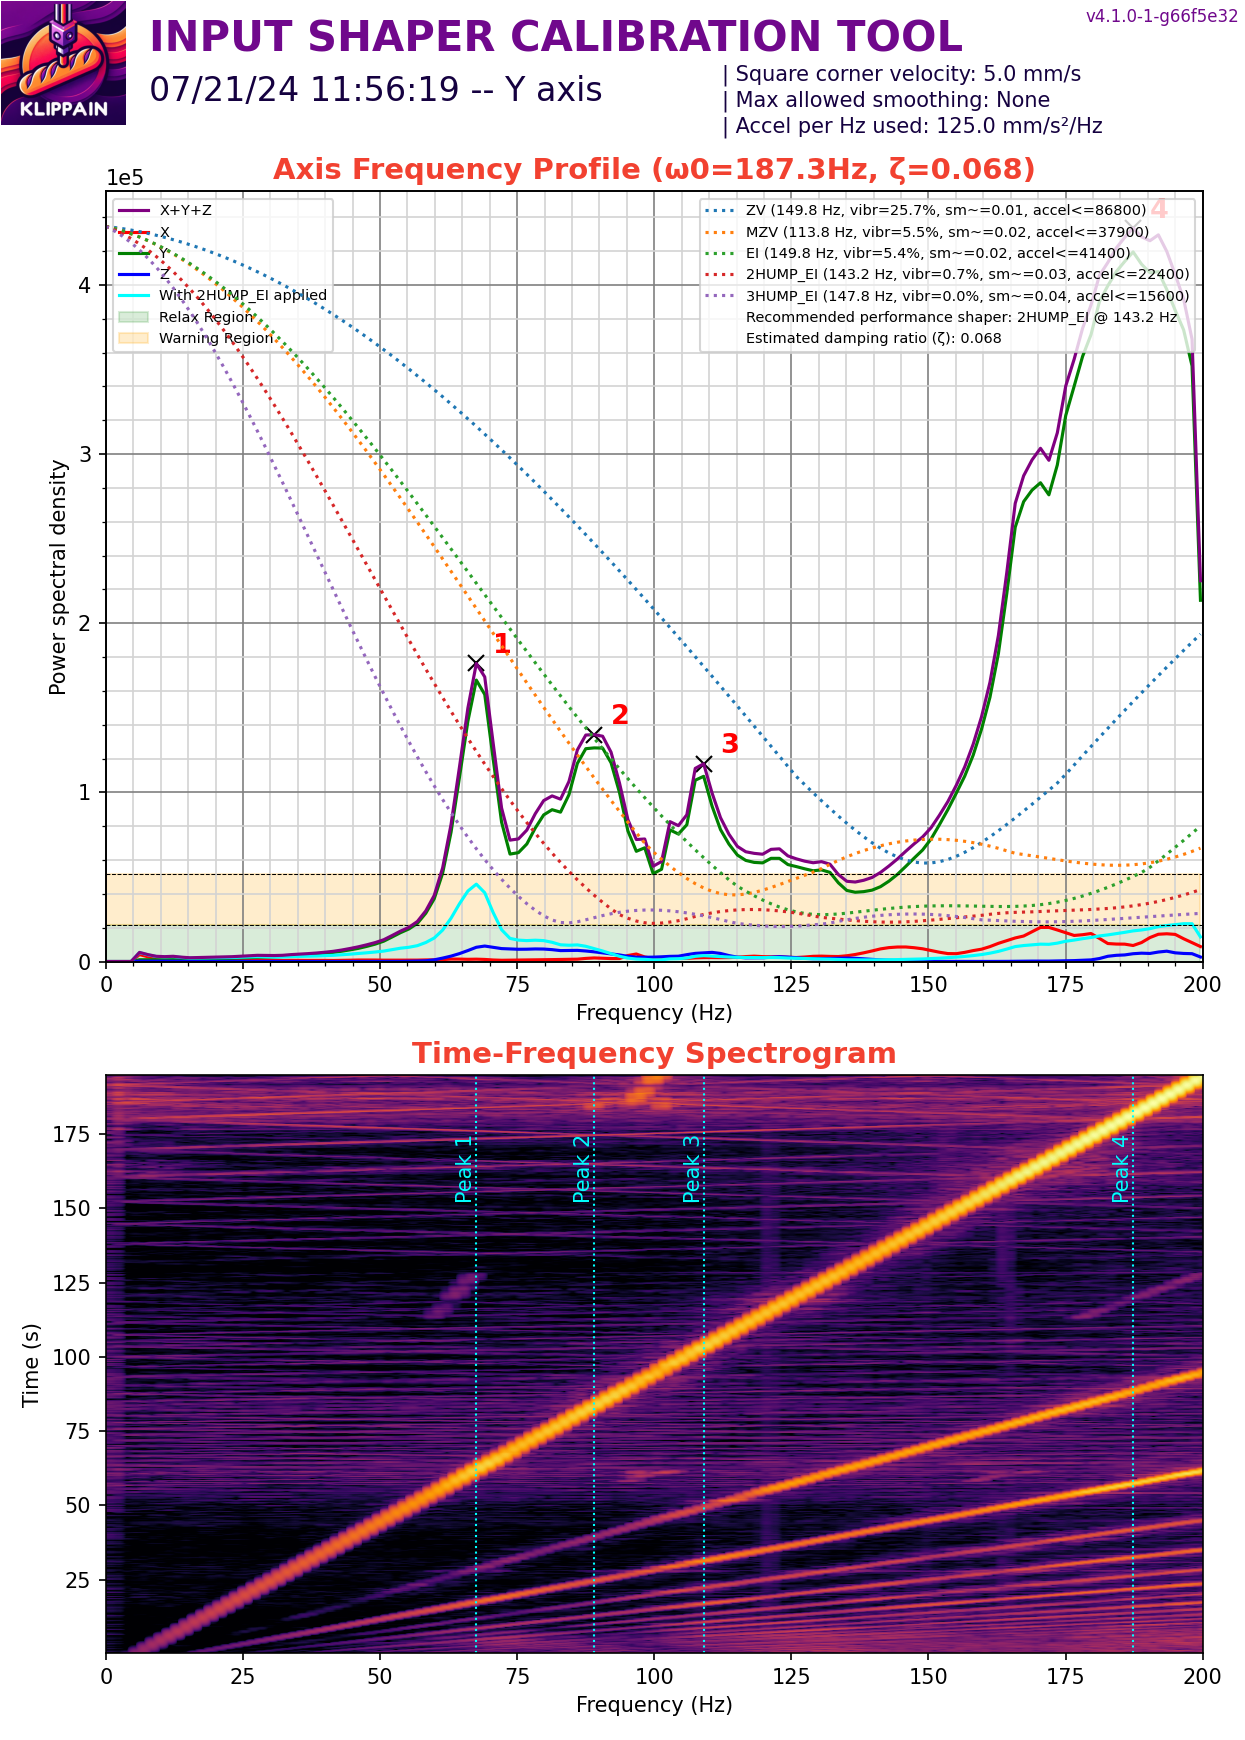 v4.1.0-1-g66f5e32
INPUT SHAPER CALIBRATION TOOL
07/21/24 11:56:19 -- Y axis
| Square corner velocity: 5.0 mm/s
| Max allowed smoothing: None
| Accel per Hz used: 125.0 mm/s²/Hz
KLIPPAIN
Axis Frequency Profile (ω0=187.3Hz, ζ=0.068)
1e5
X+Y+Z
X
Y
Z
With 2HUMP_EI applied
Relax Region
Warning Region
ZV (149.8 Hz, vibr=25.7%, sm~=0.01, accel<=86800)
MZV (113.8 Hz, vibr=5.5%, sm~=0.02, accel<=37900)
EI (149.8 Hz, vibr=5.4%, sm~=0.02, accel<=41400)
2HUMP_EI (143.2 Hz, vibr=0.7%, sm~=0.03, accel<=22400)
3HUMP_EI (147.8 Hz, vibr=0.0%, sm~=0.04, accel<=15600)
Recommended performance shaper: 2HUMP_EI @ 143.2 Hz
Estimated damping ratio (ζ): 0.068
4
1
2
3
Power spectral density
4
3
2
1
0
0 25 50 75 100 125 150 175 200
Frequency (Hz)
Time-Frequency Spectrogram
Peak 1
Peak 2
Peak 3
Peak 4
Time (s)
175
150
125
100
75
50
25
0 25 50 75 100 125 150 175 200
Frequency (Hz)